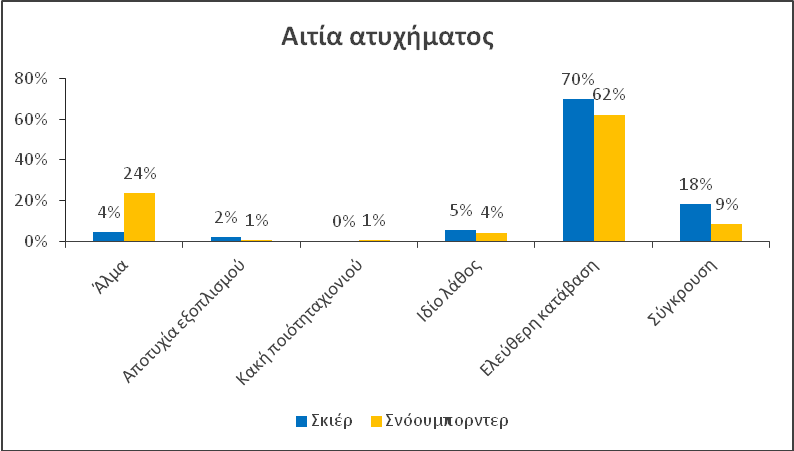 Αιτία ατυχήματος
80%
60%
40%
20%
0%
4%
24%
2%
1%
0%
1%
5%
4%
70%
62%
18%
9%
Άλμα
Αποτυχία εξοπλισμού
Κακή ποιότηταχιονιού
Ιδίο λάθος
Ελεύθερη κατάβαση
Σύγκρουση
Σκιέρ
Σνόουμπορντερ